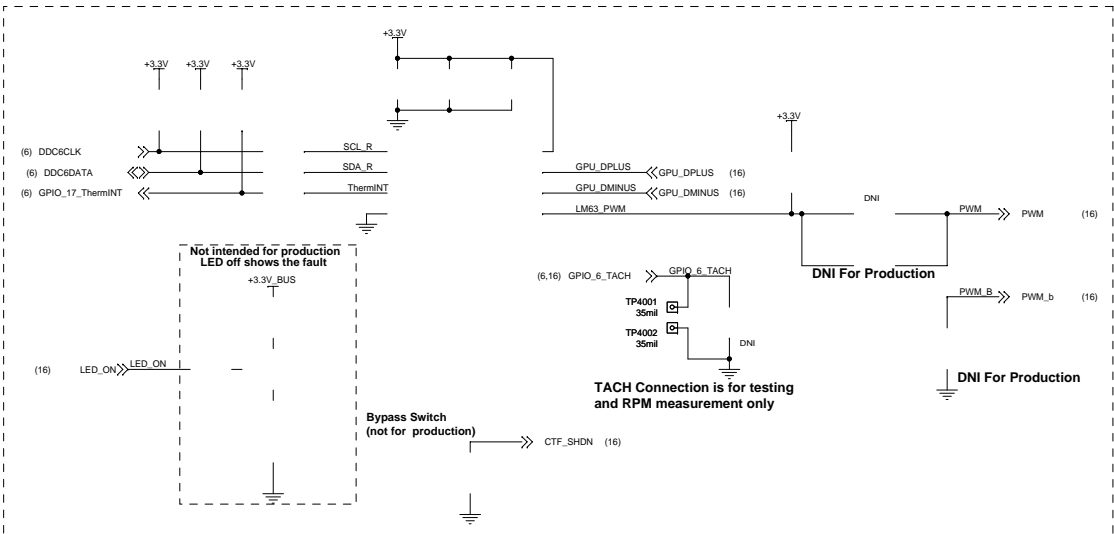 +3.3V
+3.3V +3.3V +3.3V
+3.3V
(6) DDC6CLK
SCL_R
(6) DDC6DATA
SDA_R
GPU_DPLUS
GPU_DPLUS (16)
(6) GPIO_17_ThermINT
ThermINT
GPU_DMINUS
GPU_DMINUS (16)
DNI
LM63_PWM
PWM
PWM (16)
Not intended for production
LED off shows the fault
+3.3V_BUS
(6,16) GPIO_6_TACH
GPIO_6_TACH
DNI For Production
TP4001
35mil
TP4002
35mil
DNI
PWM_B
PWM_b (16)
(16) LED_ON
LED_ON
DNI For Production
TACH Connection is for testing
and RPM measurement only
Bypass Switch
(not for production)
CTF_SHDN (16)